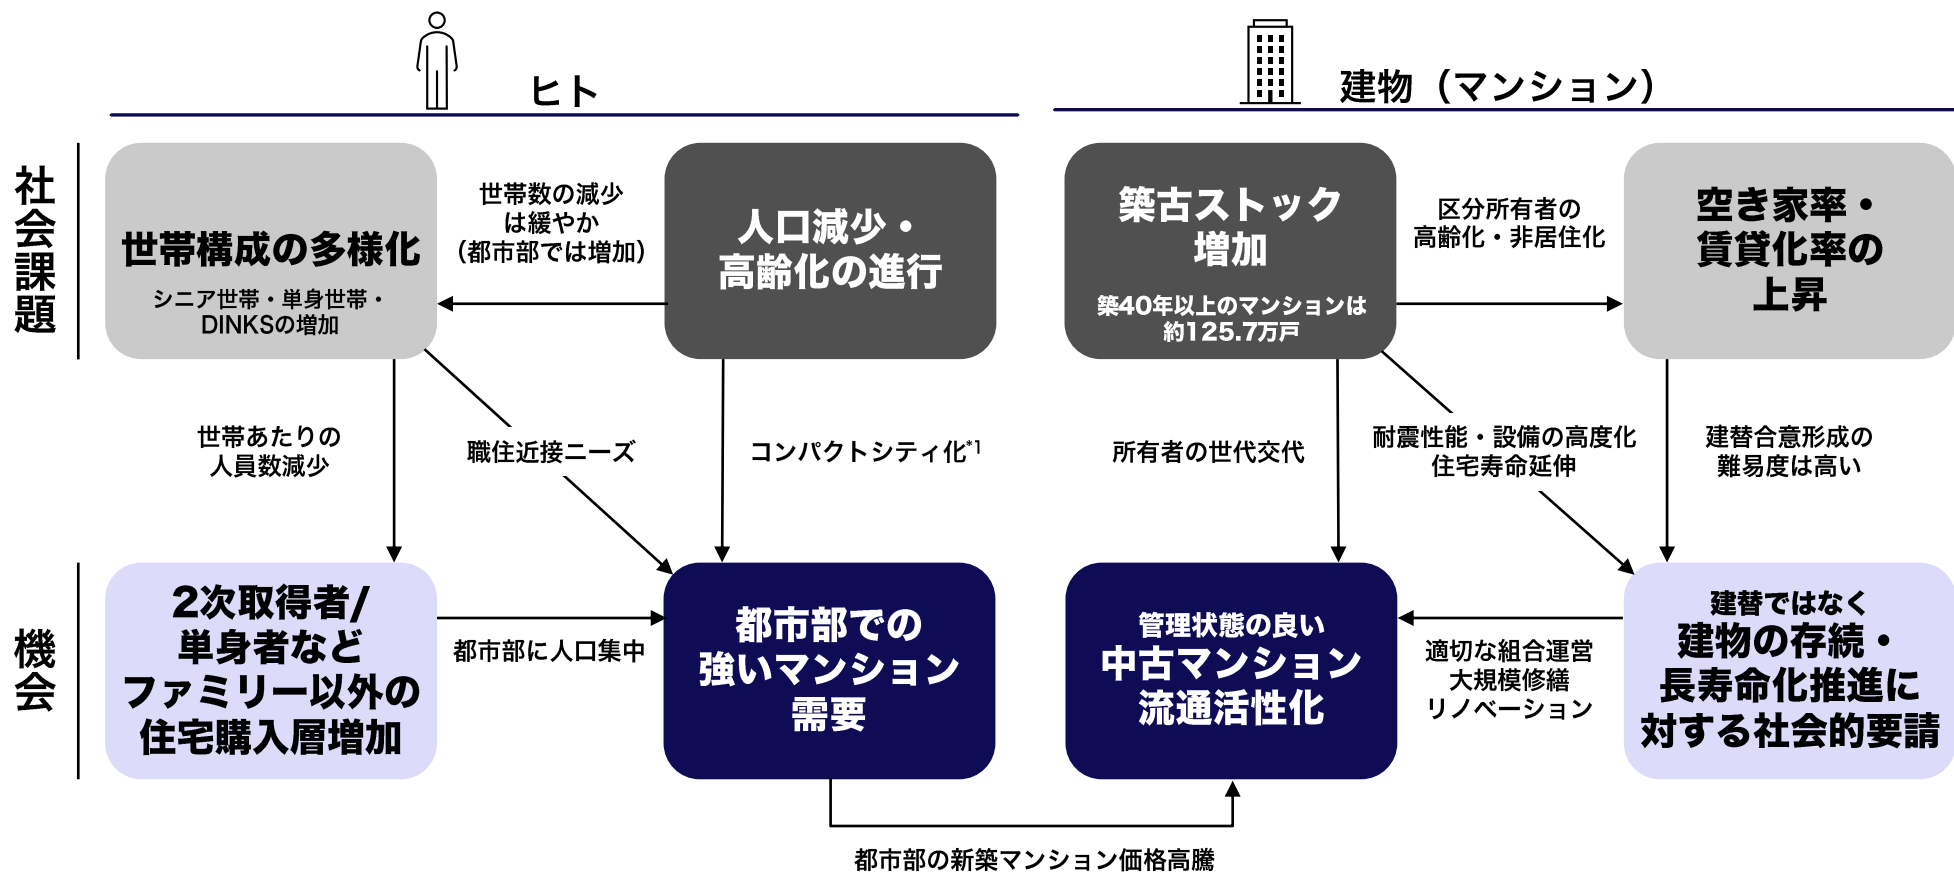 ヒト
建物（マンション）
社会課題
世帯構成の多様化
シニア世帯・単身世帯・
DINKSの増加
世帯数の減少
は緩やか
（都市部では増加）
人口減少・
高齢化の進行
築古ストック
増加
築40年以上のマンションは
約125.7万戸
区分所有者の
高齢化・非居住化
空き家率・
賃貸化率の
上昇
世帯あたりの
人員数減少
職住近接ニーズ
コンパクトシティ化*1
所有者の世代交代
耐震性能・設備の高度化
住宅寿命延伸
建替合意形成の
難易度は高い
機会
2次取得者/
単身者など
ファミリー以外の
住宅購入層増加
都市部に人口集中
都市部での
強いマンション
需要
管理状態の良い
中古マンション
流通活性化
適切な組合運営
大規模修繕
リノベーション
建替ではなく
建物の存続・
長寿命化推進に
対する社会的要請
都市部の新築マンション価格高騰